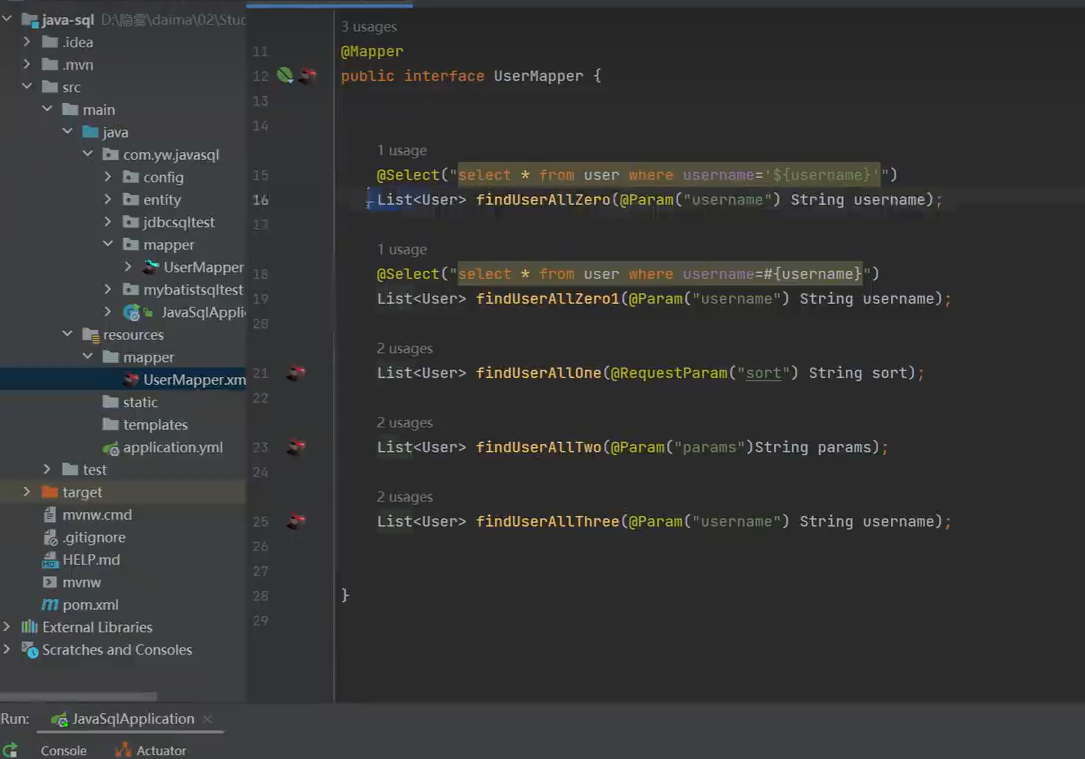 java-sql D:\隐雾\daima\02\Stud
.idea
.mvn
src
main
java
com.yw.javasql
config
entity
jdbcsqltest
mapper
UserMapper
mybatistsqltest
JavaSqlAppli
resources
mapper
UserMapper.xm
static
templates
application.yml
test
target
mvnw.cmd
.gitignore
HELP.md
mvnw
pom.xml
External Libraries
Scratches and Consoles
3 usages
11 @Mapper
12 public interface UserMapper {
13
14
1 usage
15 @Select("select * from user where username='${username}'")
16 List<User> findUserAllZero(@Param("username") String username);
17
1 usage
18 @Select("select * from user where username=#{username}")
19 List<User> findUserAllZero1(@Param("username") String username);
20
2 usages
21 List<User> findUserAllOne(@RequestParam("sort") String sort);
22
2 usages
23 List<User> findUserAllTwo(@Param("params")String params);
24
2 usages
25 List<User> findUserAllThree(@Param("username") String username);
26
27
28 }
29
Run: JavaSqlApplication
Console Actuator